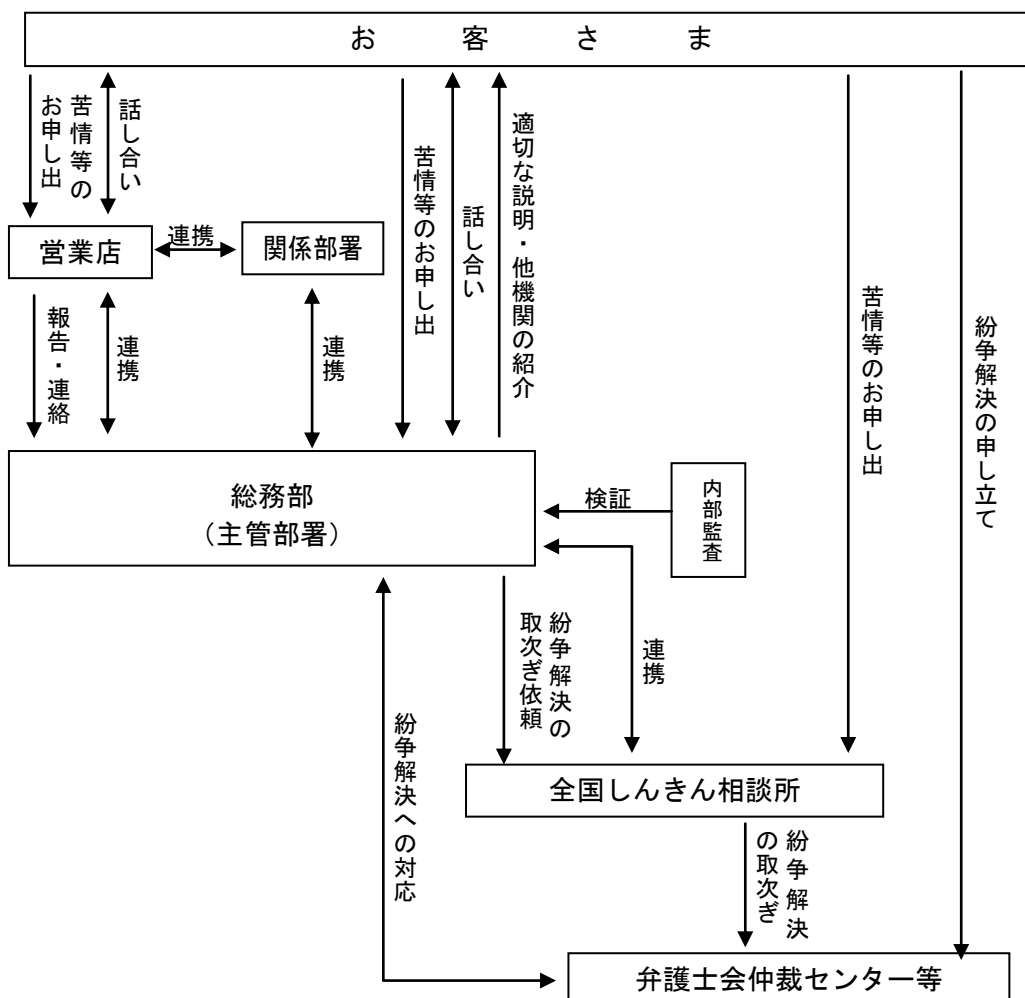 お客さま
苦情等の
お申し出
話し合い
苦情等のお申し出
話し合い
適切な説明・他機関の紹介
苦情等のお申し出
紛争解決の申し立て
営業店
連携
関係部署
報告・連絡
連携
連携
総務部
（主管部署）
検証
内部監査
紛争解決の
取次ぎ依頼
連携
紛争解決への対応
全国しんきん相談所
紛争解決
の取次ぎ
弁護士会仲裁センター等